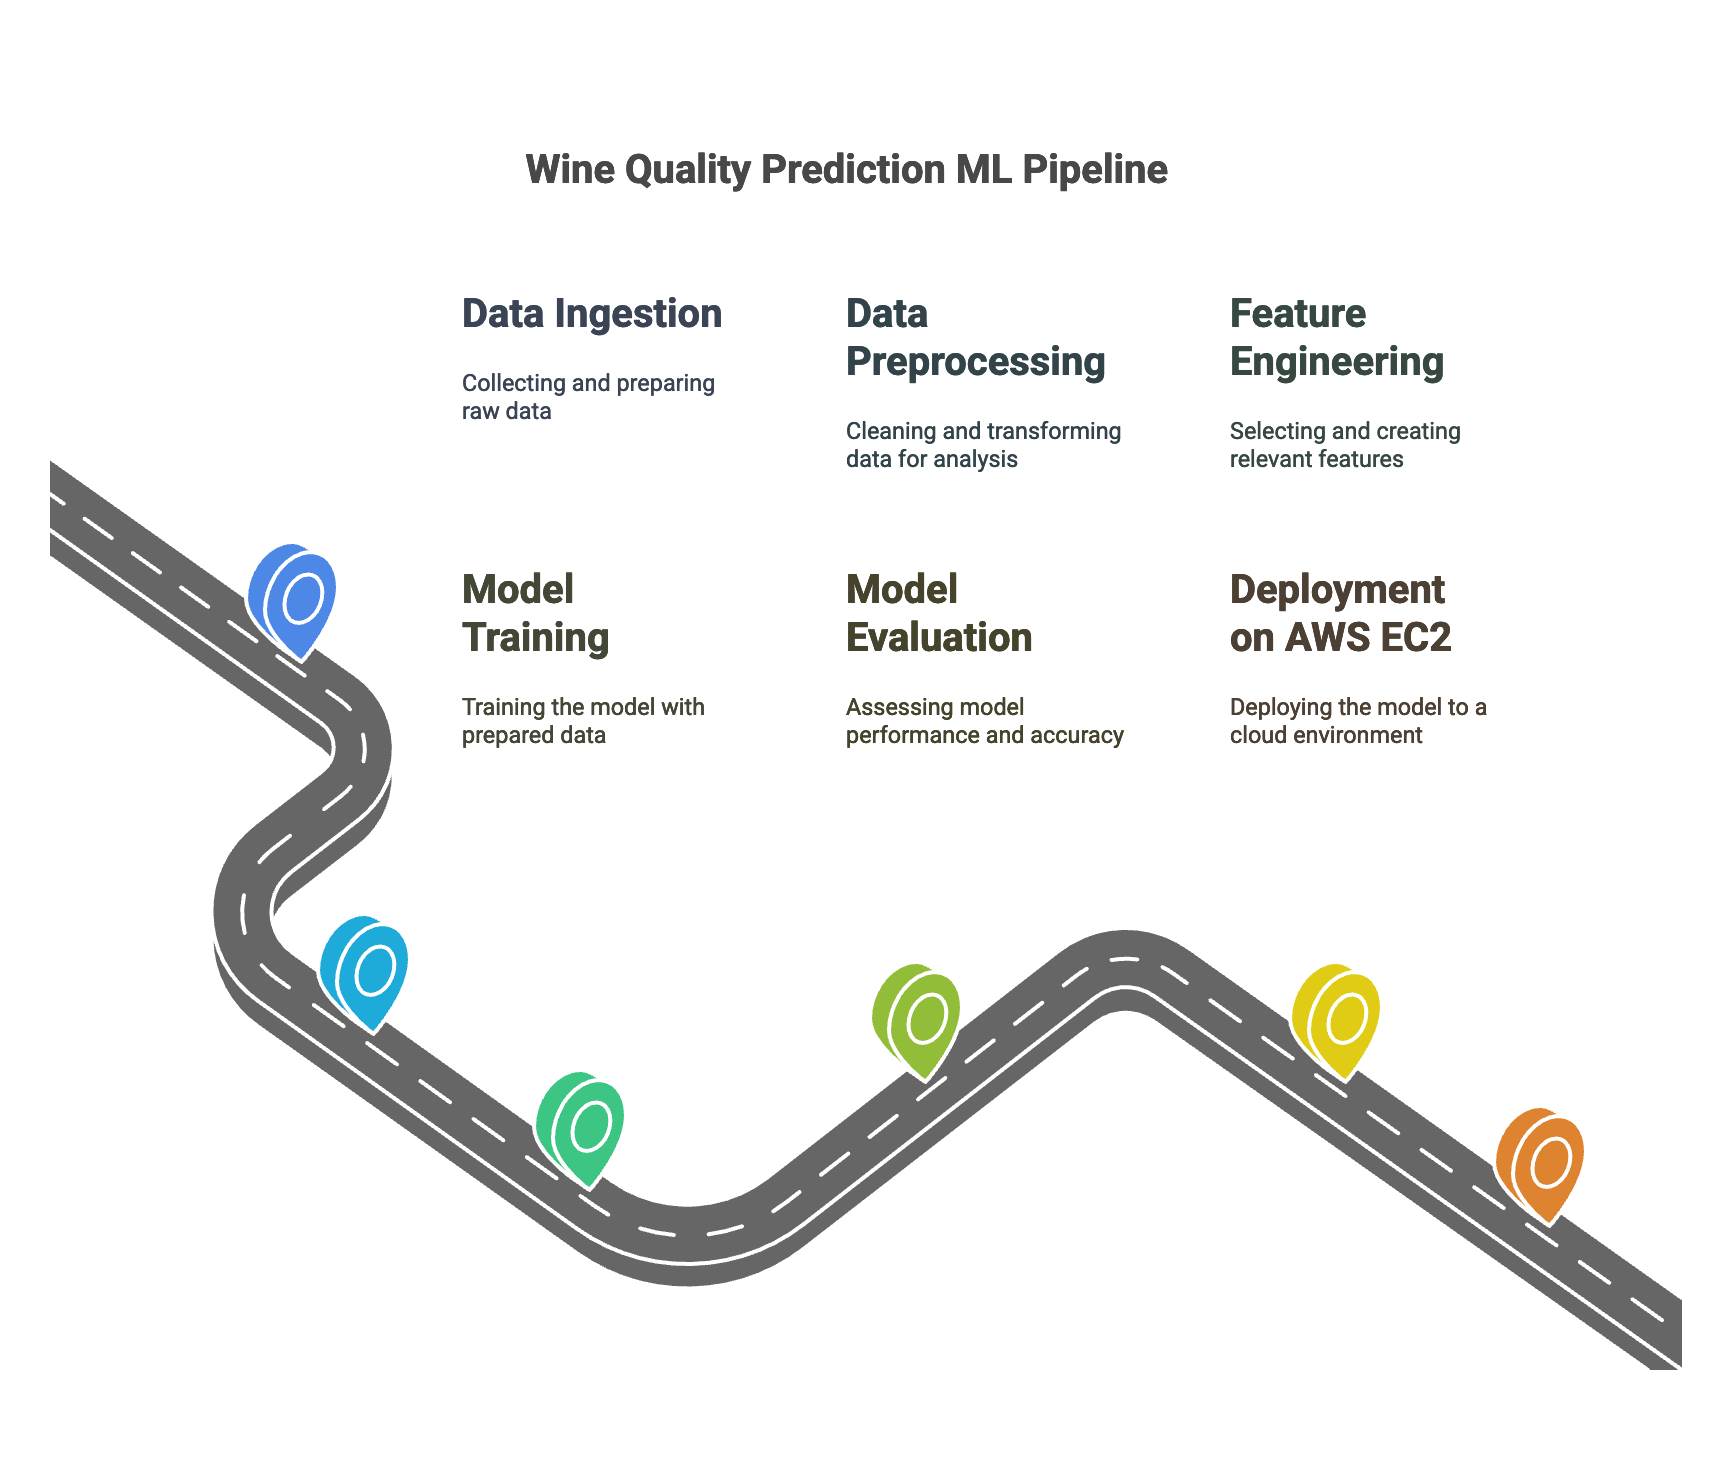 Wine Quality Prediction ML Pipeline
Data Ingestion
Collecting and preparing
raw data
Data
Preprocessing
Cleaning and transforming
data for analysis
Feature
Engineering
Selecting and creating
relevant features
Model
Training
Training the model with
prepared data
Model
Evaluation
Assessing model
performance and accuracy
Deployment
on AWS EC2
Deploying the model to a
cloud environment